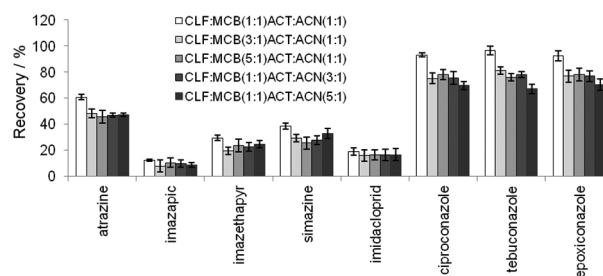 120
100
80
60
40
20
0
Recovery / %
CLF:MCB(1:1)ACT:ACN(1:1)
CLF:MCB(3:1)ACT:ACN(1:1)
CLF:MCB(5:1)ACT:ACN(1:1)
CLF:MCB(1:1)ACT:ACN(3:1)
CLF:MCB(1:1)ACT:ACN(5:1)
atrazine
imazapic
imazethapyr
simazine
imidacloprid
ciproconazole
tebuconazole
epoxiconazole